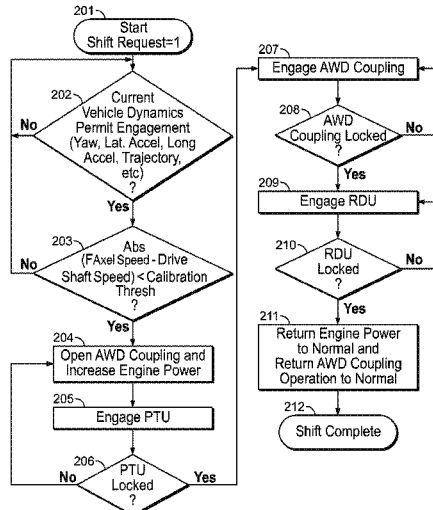 201
Start
Shift Request=1
202
Current
Vehicle Dynamics
Permit Engagement
(Yaw, Lat. Accel, Long
Accel, Trajectory,
etc)
?
No
Yes
203
Abs
(FAxel Speed - Drive
Shaft Speed) < Calibration
Thresh
?
No
Yes
204
Open AWD Coupling and
Increase Engine Power
205
Engage PTU
206
PTU
Locked
?
No
Yes
207
Engage AWD Coupling
208
AWD
Coupling Locked
?
No
Yes
209
Engage RDU
210
RDU
Locked
?
No
Yes
211
Return Engine Power
to Normal and
Return AWD Coupling
Operation to Normal
212
Shift Complete